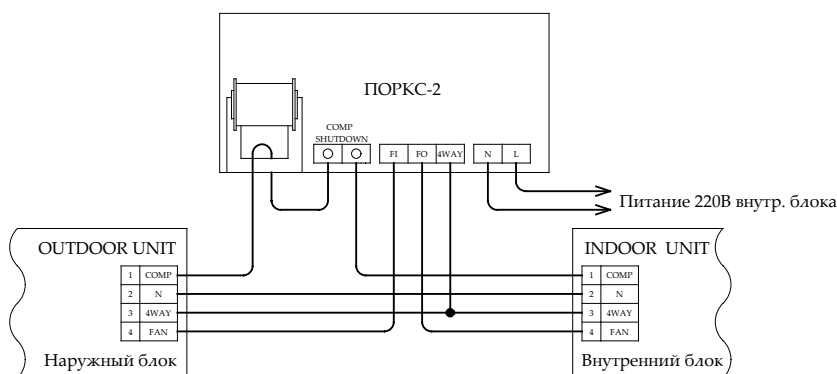 ПОРКС-2
COMP
SHUTDOWN
FI FO 4WAY N L
Питание 220В внутр. блока
OUTDOOR UNIT
1 COMP
2 N
3 4WAY
4 FAN
Наружный блок
INDOOR UNIT
1 COMP
2 N
3 4WAY
4 FAN
Внутренний блок